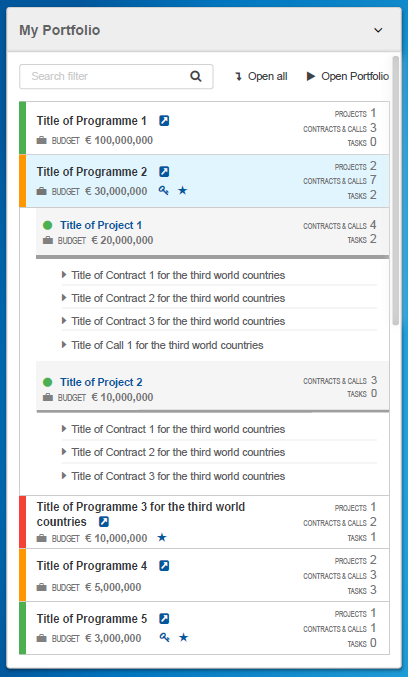 My Portfolio
Search filter
Open all
Open Portfolio
Title of Programme 1
PROJECTS 1
CONTRACTS & CALLS 3
BUDGET € 100,000,000
TASKS 0
Title of Programme 2
PROJECTS 2
CONTRACTS & CALLS 7
BUDGET € 30,000,000
TASKS 2
Title of Project 1
CONTRACTS & CALLS 4
BUDGET € 20,000,000
TASKS 2
Title of Contract 1 for the third world countries
Title of Contract 2 for the third world countries
Title of Contract 3 for the third world countries
Title of Call 1 for the third world countries
Title of Project 2
CONTRACTS & CALLS 3
BUDGET € 10,000,000
TASKS 0
Title of Contract 1 for the third world countries
Title of Contract 2 for the third world countries
Title of Contract 3 for the third world countries
Title of Programme 3 for the third world
countries
PROJECTS 1
CONTRACTS & CALLS 2
BUDGET € 10,000,000
TASKS 1
Title of Programme 4
PROJECTS 2
CONTRACTS & CALLS 3
BUDGET € 5,000,000
TASKS 3
Title of Programme 5
PROJECTS 1
CONTRACTS & CALLS 1
BUDGET € 3,000,000
TASKS 0